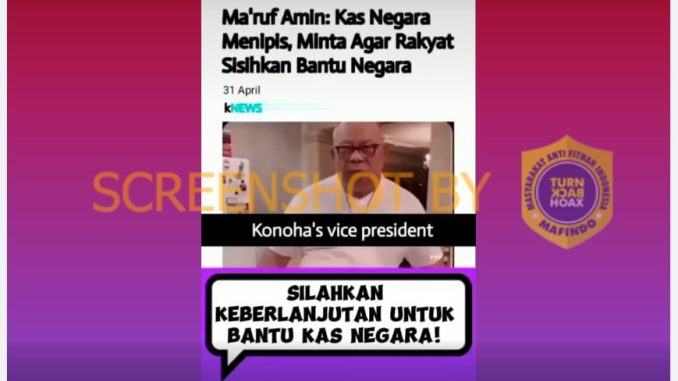 Ma'ruf Amin: Kas Negara
Menipis, Minta Agar Rakyat
Sisihkan Bantu Negara
31 April
kNEWS
SCREENSHOT BY
MASYARAKAT ANTI FITNAH INDONESIA
TURN
BACK
HOAX
MAFINDO
Konoha's vice president
SILAHKAN
KEBERLANJUTAN UNTUK
BANTU KAS NEGARA!